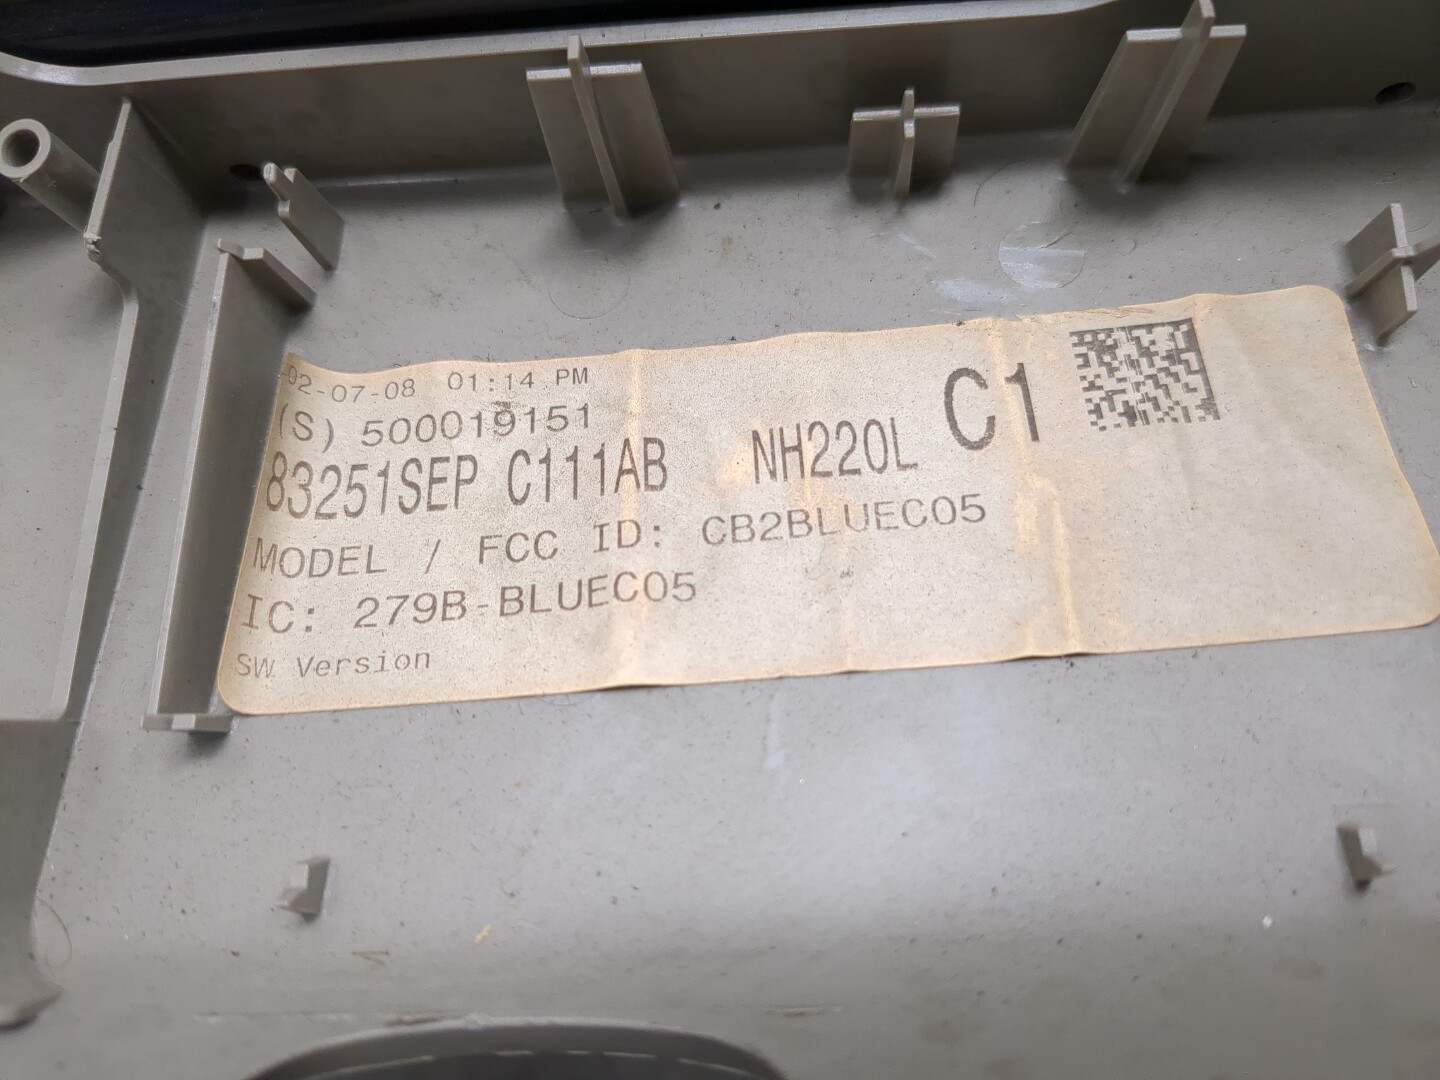 02-07-08 01:14 PM
(S) 500019151
83251SEP C111AB NH220L C1
MODEL / FCC ID: CB2BLUEC05
IC: 279B-BLUEC05
SW Version